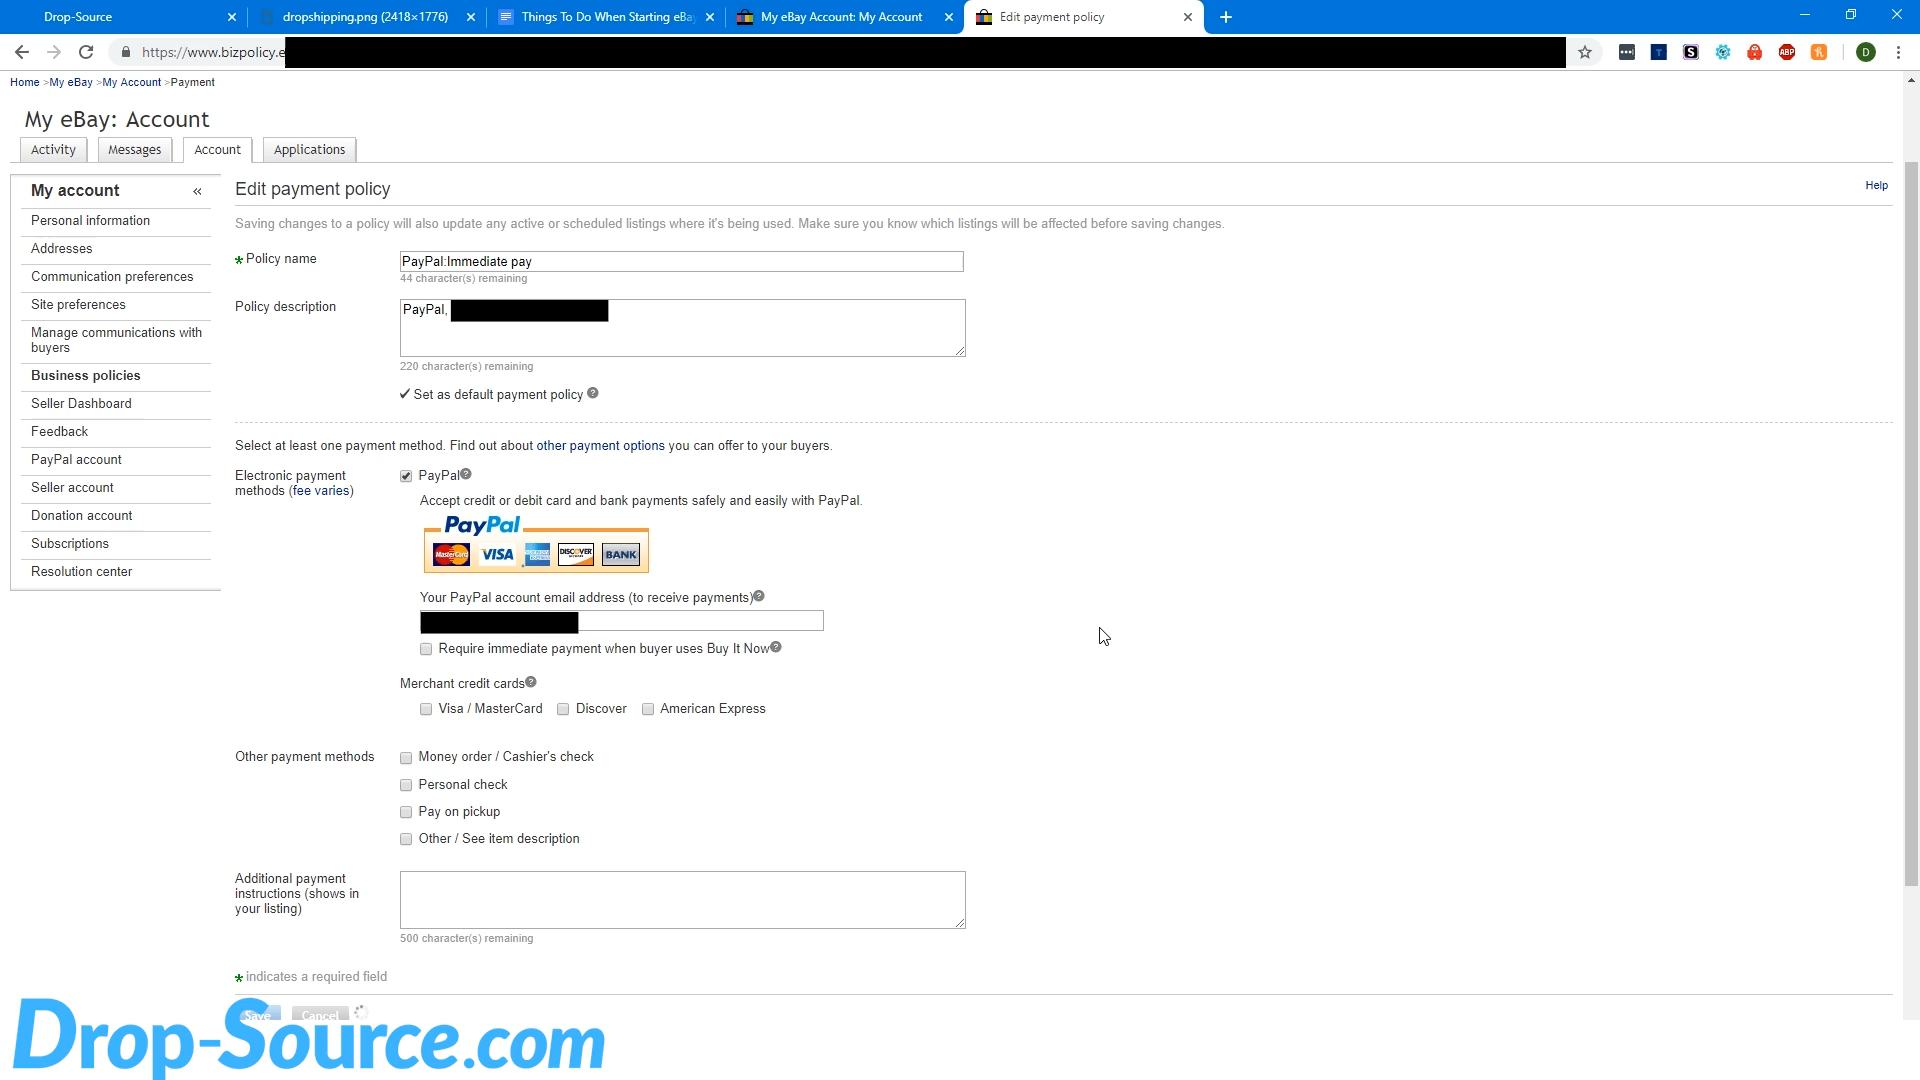 Drop-Source
dropshipping.png (2418×1776)
Things To Do When Starting eBa
My eBay Account: My Account
Edit payment policy
https://www.bizpolicy.e
Home >My eBay >My Account >Payment
My eBay: Account
Activity
Messages
Account
Applications
My account «
Personal information
Addresses
Communication preferences
Site preferences
Manage communications with
buyers
Business policies
Seller Dashboard
Feedback
PayPal account
Seller account
Donation account
Subscriptions
Resolution center
Edit payment policy
Help
Saving changes to a policy will also update any active or scheduled listings where it's being used. Make sure you know which listings will be affected before saving changes.
* Policy name
PayPal:Immediate pay
44 character(s) remaining
Policy description
PayPal,
220 character(s) remaining
✓ Set as default payment policy ?
Select at least one payment method. Find out about other payment options you can offer to your buyers.
Electronic payment
methods (fee varies)
PayPal ?
Accept credit or debit card and bank payments safely and easily with PayPal.
PayPal
MasterCard VISA DISCOVER BANK
Your PayPal account email address (to receive payments) ?
Require immediate payment when buyer uses Buy It Now ?
Merchant credit cards ?
Visa / MasterCard
Discover
American Express
Other payment methods
Money order / Cashier's check
Personal check
Pay on pickup
Other / See item description
Additional payment
instructions (shows in
your listing)
500 character(s) remaining
* indicates a required field
Save
Cancel
Drop-Source.com